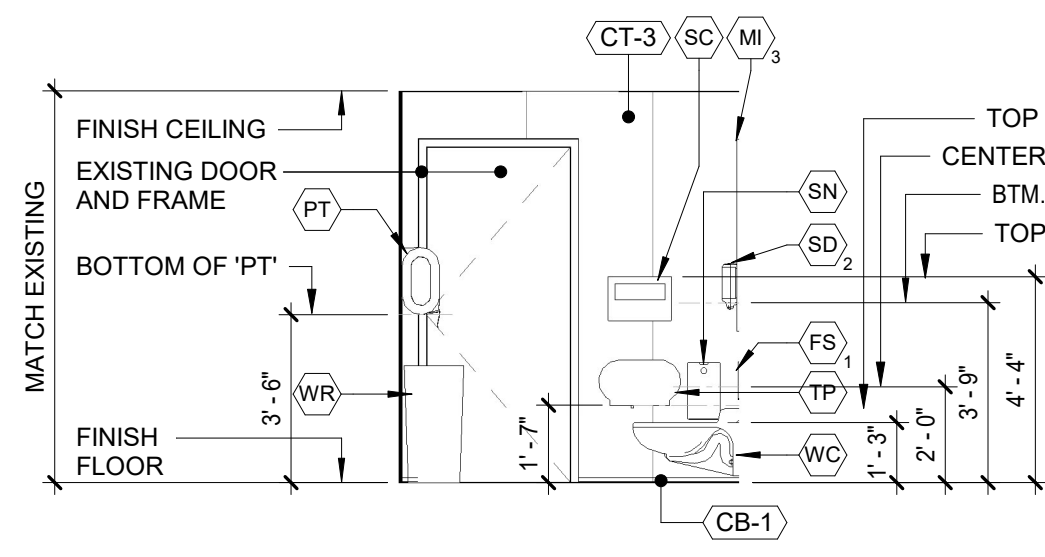 CT-3
SC
MI
3
TOP
FINISH CEILING
CENTER
EXISTING DOOR
AND FRAME
SN
BTM.
PT
TOP
SD
2
BOTTOM OF 'PT'
MATCH EXISTING
FS
1
3' - 6"
WR
TP
1' - 7"
1' - 3"
2' - 0"
3' - 9"
4' - 4"
FINISH
FLOOR
WC
CB-1